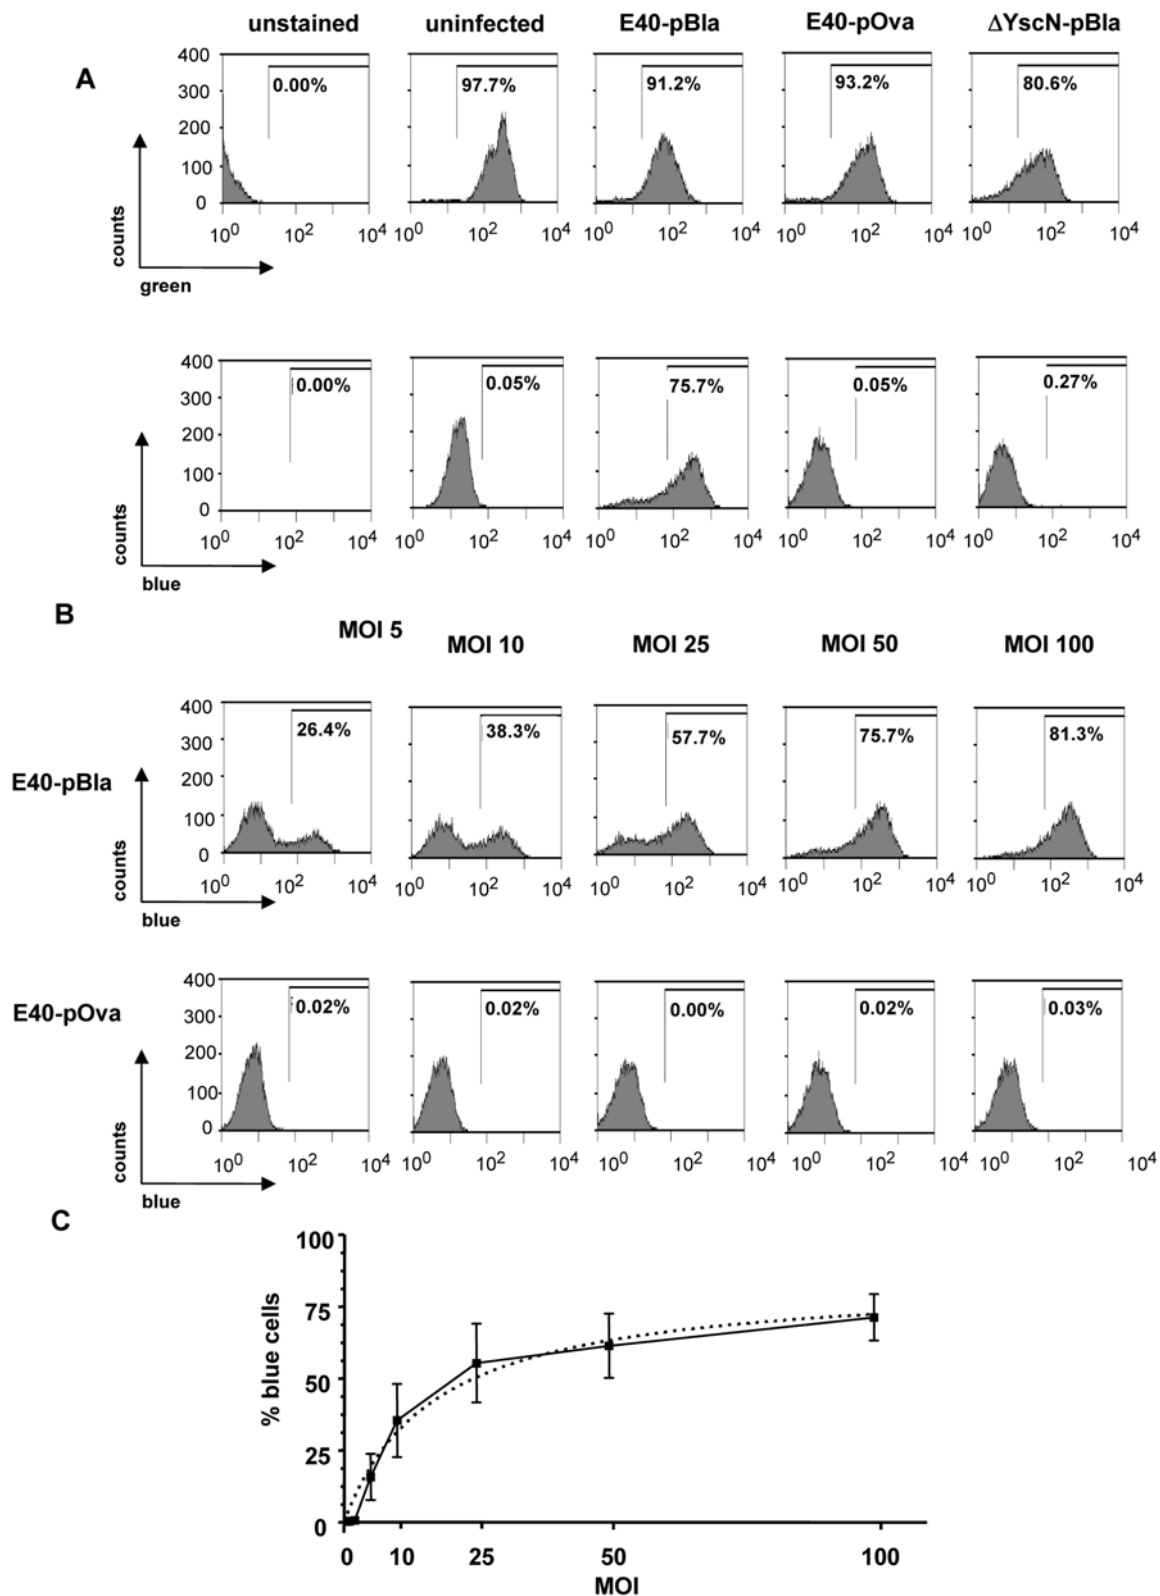 unstained uninfected E40-pBla E40-pOva ΔYscN-pBla
A
400 300 200 100 0
0.00% 97.7% 91.2% 93.2% 80.6%
counts
10^0 10^2 10^4 10^0 10^2 10^4 10^0 10^2 10^4 10^0 10^2 10^4 10^0 10^2 10^4
green
400 300 200 100 0
0.00% 0.05% 75.7% 0.05% 0.27%
counts
10^0 10^2 10^4 10^0 10^2 10^4 10^0 10^2 10^4 10^0 10^2 10^4 10^0 10^2 10^4
blue
B
MOI 5 MOI 10 MOI 25 MOI 50 MOI 100
E40-pBla
400 300 200 100 0
26.4% 38.3% 57.7% 75.7% 81.3%
counts
10^0 10^2 10^4 10^0 10^2 10^4 10^0 10^2 10^4 10^0 10^2 10^4 10^0 10^2 10^4
blue
E40-pOva
400 300 200 100 0
0.02% 0.02% 0.00% 0.02% 0.03%
counts
10^0 10^2 10^4 10^0 10^2 10^4 10^0 10^2 10^4 10^0 10^2 10^4 10^0 10^2 10^4
blue
C
100
75
50
25
0
% blue cells
0 10 25 50 100
MOI